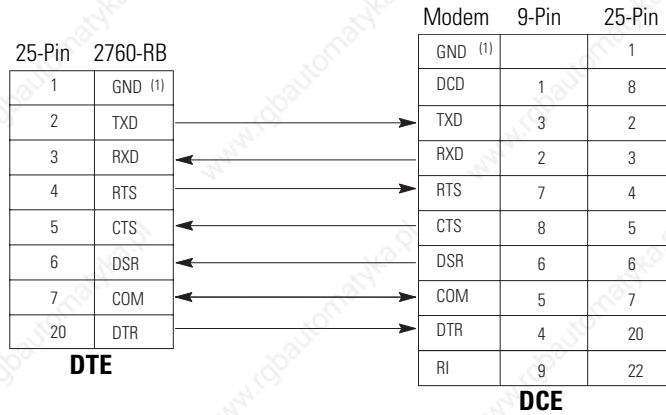 Modem 9-Pin 25-Pin
GND (1) 1
DCD 1 8
TXD 3 2
RXD 2 3
RTS 7 4
CTS 8 5
DSR 6 6
COM 5 7
DTR 4 20
RI 9 22
DCE
25-Pin 2760-RB
1 GND (1)
2 TXD
3 RXD
4 RTS
5 CTS
6 DSR
7 COM
20 DTR
DTE
www.rgbautomatyka.pl